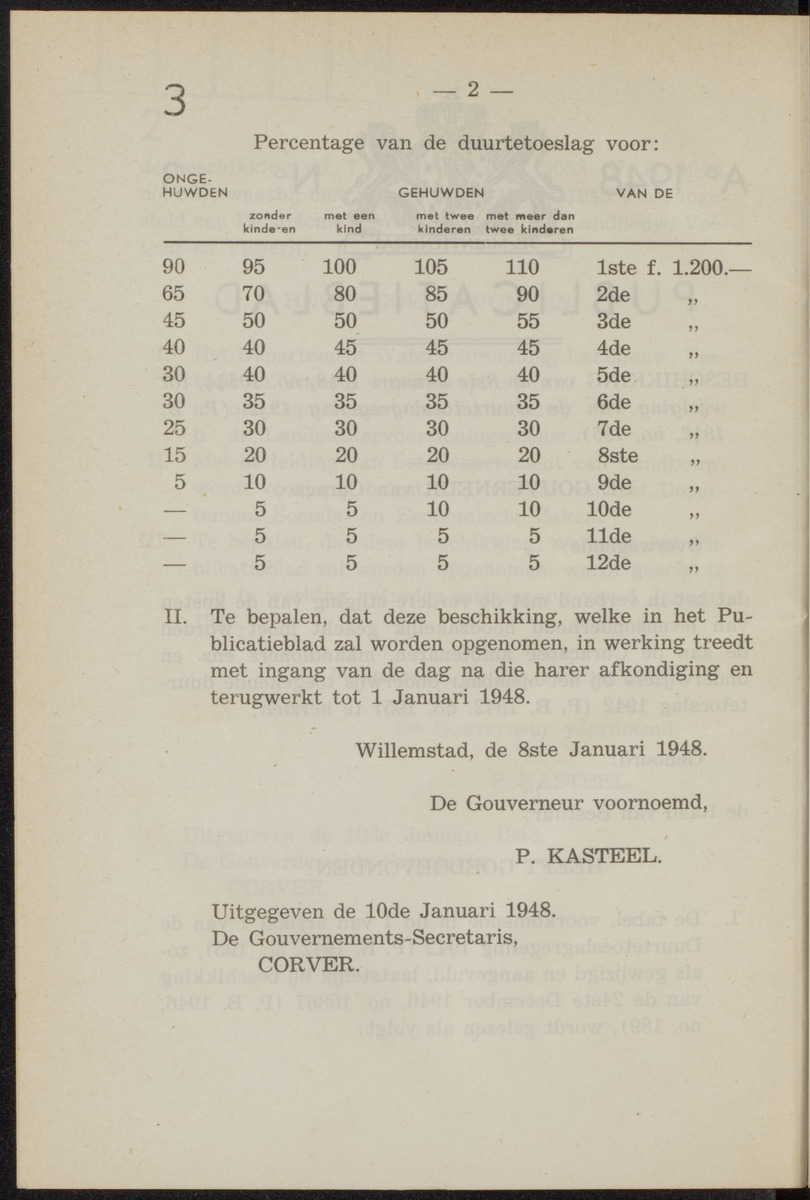 3
— 2 —
Percentage van de duurtetoeslag voor:
ONGE-
HUWDEN GEHUWDEN VAN DE
zonder met een met twee met meer dan
kinderen kind kinderen twee kinderen
90 95 100 105 110 1ste f. 1.200.—
65 70 80 85 90 2de „
45 50 50 50 55 3de „
40 40 45 45 45 4de „
30 40 40 40 40 5de „
30 35 35 35 35 6de „
25 30 30 30 30 7de „
15 20 20 20 20 8ste „
5 10 10 10 10 9de „
— 5 5 10 10 10de „
— 5 5 5 5 11de „
— 5 5 5 5 12de „
II. Te bepalen, dat deze beschikking, welke in het Pu-
blicatieblad zal worden opgenomen, in werking treedt
met ingang van de dag na die harer afkondiging en
terugwerkt tot 1 Januari 1948.
Willemstad, de 8ste Januari 1948.
De Gouverneur voornoemd,
P. KASTEEL.
Uitgegeven de 10de Januari 1948.
De Gouvernements-Secretaris,
CORVER.